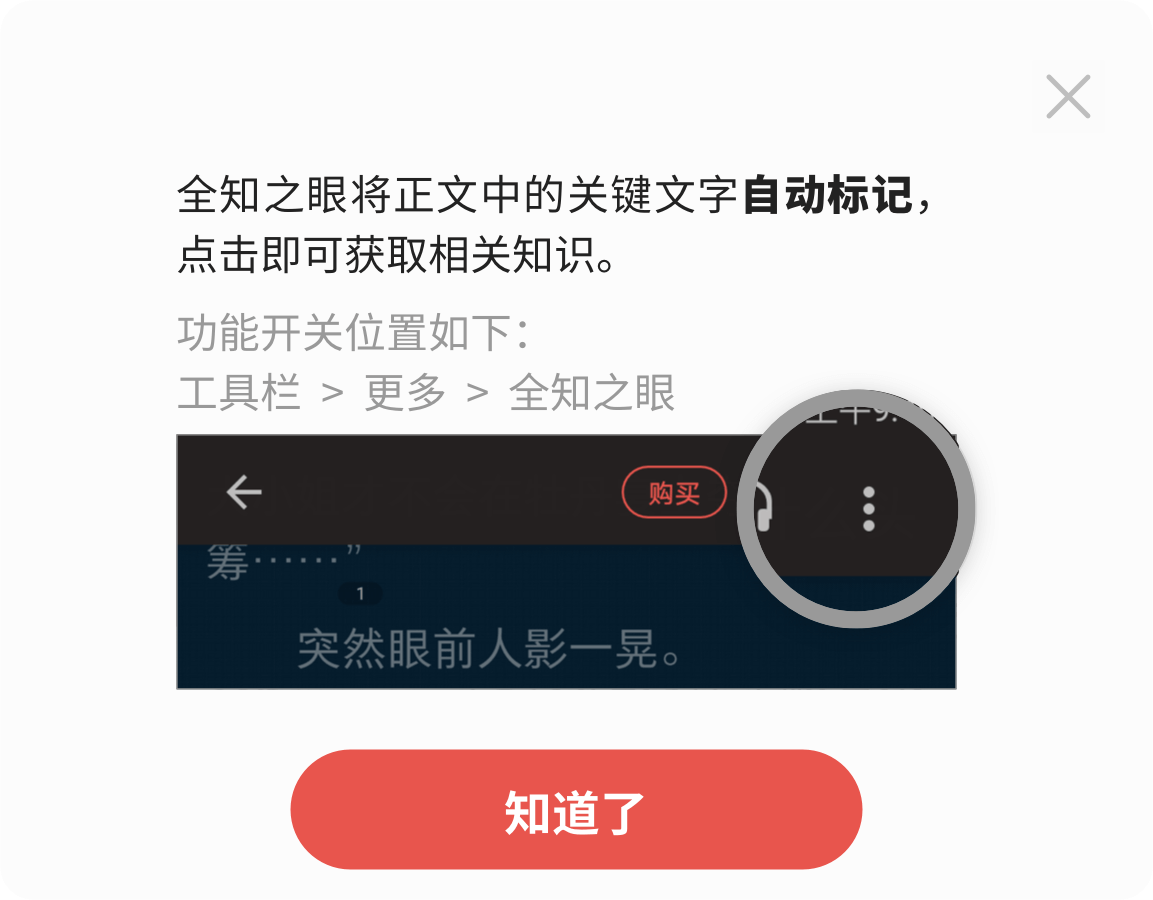 全知之眼将正文中的关键文字自动标记，
点击即可获取相关知识。
功能开关位置如下：
工具栏 > 更多 > 全知之眼
购买
筹……”
1
突然眼前人影一晃。
知道了